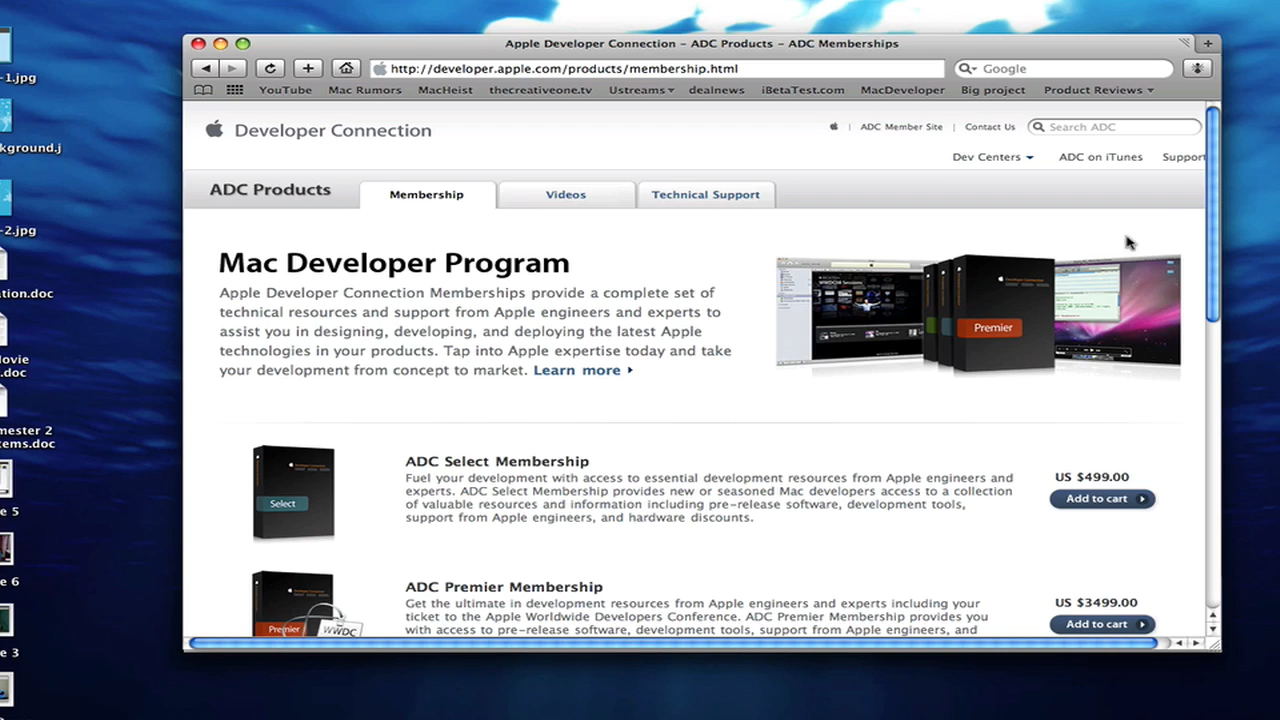 Apple Developer Connection – ADC Products – ADC Memberships
http://developer.apple.com/products/membership.html
Google
YouTube Mac Rumors MacHeist thecreativeone.tv Ustreams dealnews iBetaTest.com MacDeveloper Big project Product Reviews
Developer Connection
ADC Member Site | Contact Us
Search ADC
Dev Centers ADC on iTunes Support
ADC Products Membership Videos Technical Support
Mac Developer Program
Apple Developer Connection Memberships provide a complete set of
technical resources and support from Apple engineers and experts to
assist you in designing, developing, and deploying the latest Apple
technologies in your products. Tap into Apple expertise today and take
your development from concept to market. Learn more
Premier
ADC Select Membership
Fuel your development with access to essential development resources from Apple engineers and
experts. ADC Select Membership provides new or seasoned Mac developers access to a collection
of valuable resources and information including pre-release software, development tools,
support from Apple engineers, and hardware discounts.
US $499.00
Add to cart
Select
ADC Premier Membership
Get the ultimate in development resources from Apple engineers and experts including your
ticket to the Apple Worldwide Developers Conference. ADC Premier Membership provides you
with access to pre-release software, development tools, support from Apple engineers, and
US $3499.00
Add to cart
Premier
WWDC
-1.jpg
kground.j
-2.jpg
ation.doc
lovie
.doc
mester 2
tems.doc
e 5
e 6
e 3